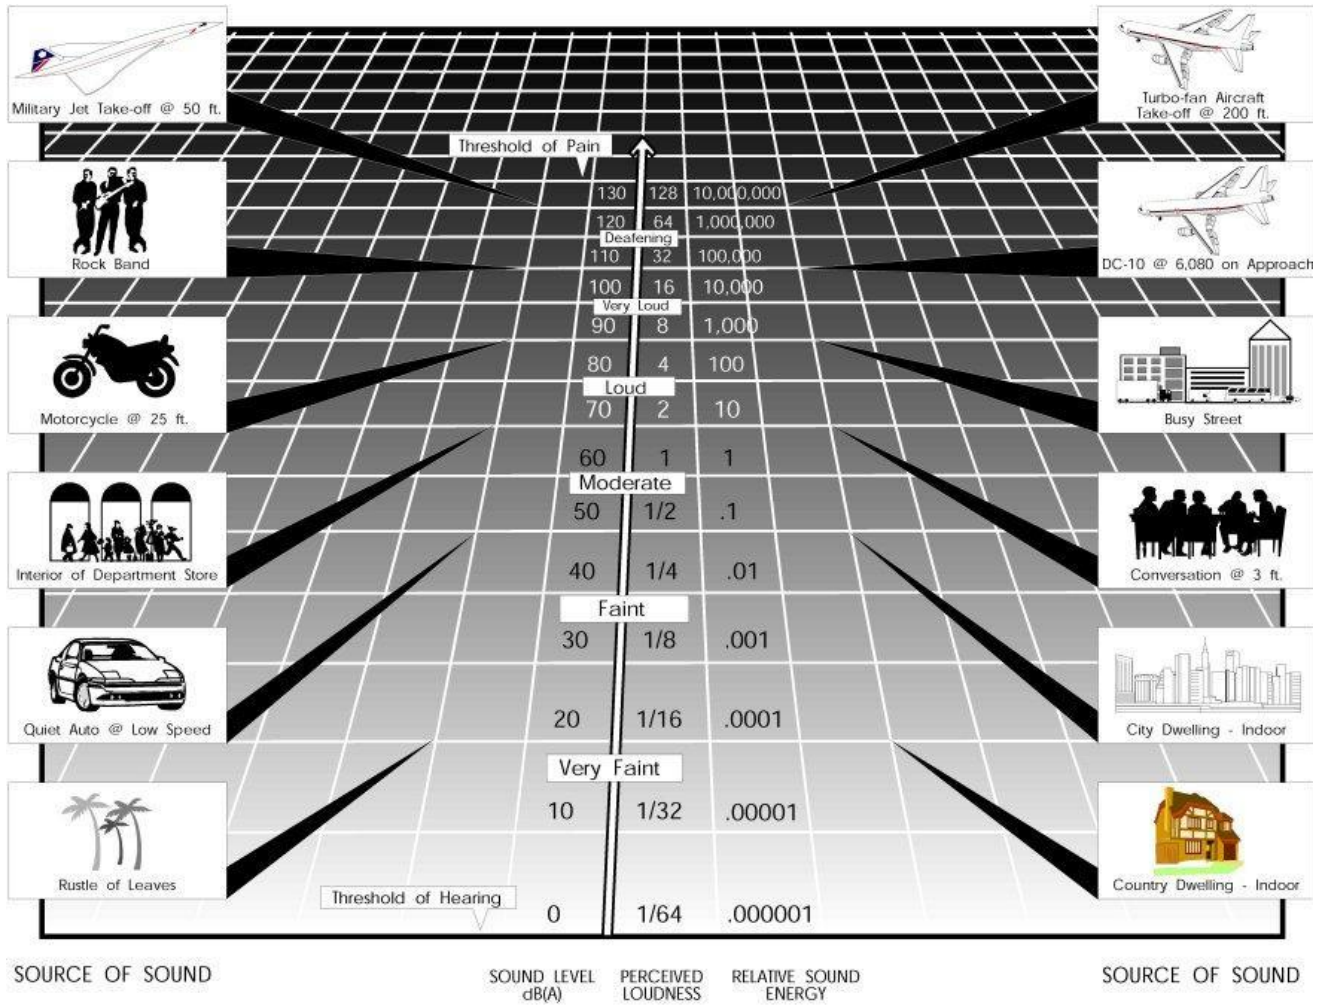 Military Jet Take-off @ 50 ft.
Turbo-fan Aircraft
Take-off @ 200 ft.
Threshold of Pain
130 128 10,000,000
120 64 1,000,000
Deafening
Rock Band
110 32 100,000
DC-10 @ 6,080 on Approach
100 16 10,000
Very Loud
90 8 1,000
80 4 100
Loud
70 2 10
Motorcycle @ 25 ft.
Busy Street
60 1 1
Moderate
50 1/2 .1
40 1/4 .01
Interior of Department Store
Conversation @ 3 ft.
Faint
30 1/8 .001
20 1/16 .0001
Quiet Auto @ Low Speed
City Dwelling - Indoor
Very Faint
10 1/32 .00001
Rustle of Leaves
Country Dwelling - Indoor
Threshold of Hearing
0 1/64 .000001
SOURCE OF SOUND
SOUND LEVEL
dB(A)
PERCEIVED
LOUDNESS
RELATIVE SOUND
ENERGY
SOURCE OF SOUND